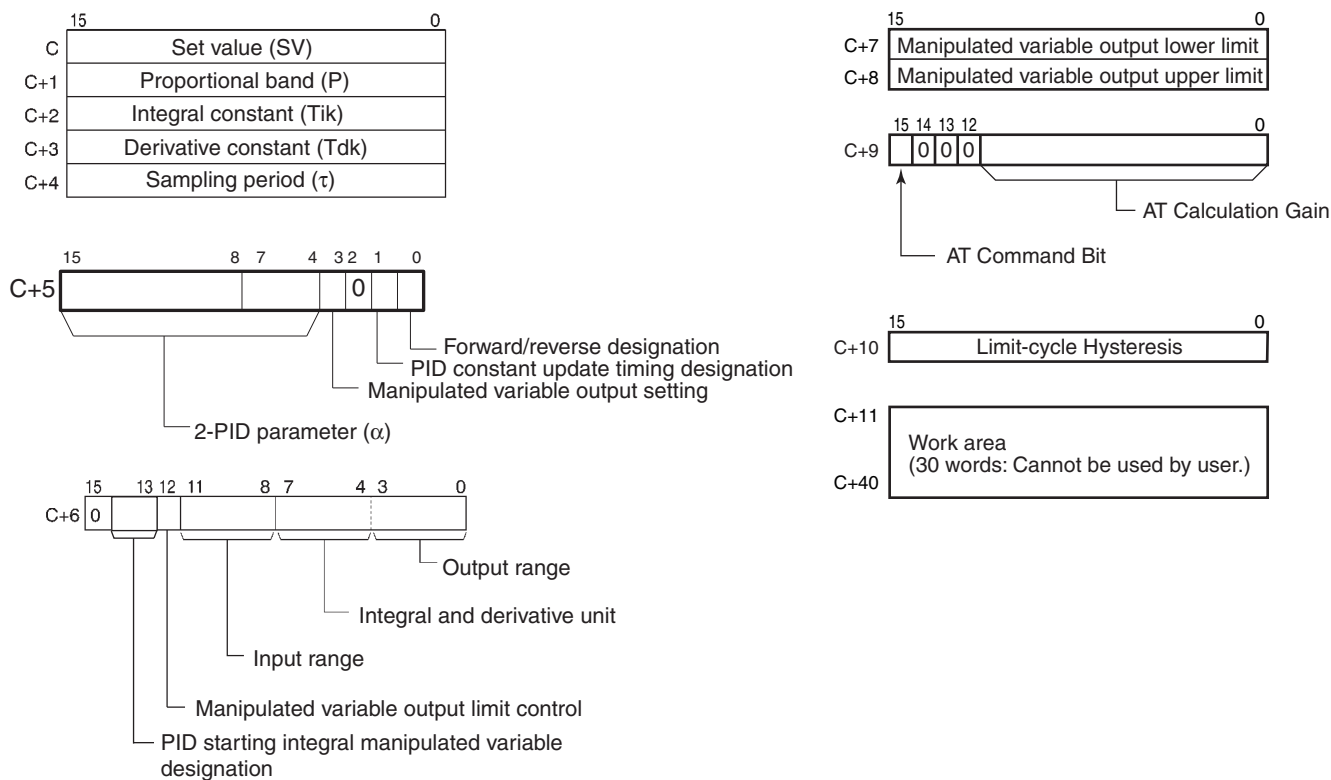 15 0
C Set value (SV)
C+1 Proportional band (P)
C+2 Integral constant (Tik)
C+3 Derivative constant (Tdk)
C+4 Sampling period (τ)
15 8 7 4 3 2 1 0
C+5 0
Forward/reverse designation
PID constant update timing designation
Manipulated variable output setting
2-PID parameter (α)
15 13 12 11 8 7 4 3 0
C+6 0
Output range
Integral and derivative unit
Input range
Manipulated variable output limit control
PID starting integral manipulated variable
designation
15 0
C+7 Manipulated variable output lower limit
C+8 Manipulated variable output upper limit
15 14 13 12 0
C+9 0 0 0
AT Calculation Gain
AT Command Bit
15 0
C+10 Limit-cycle Hysteresis
C+11
Work area
(30 words: Cannot be used by user.)
C+40